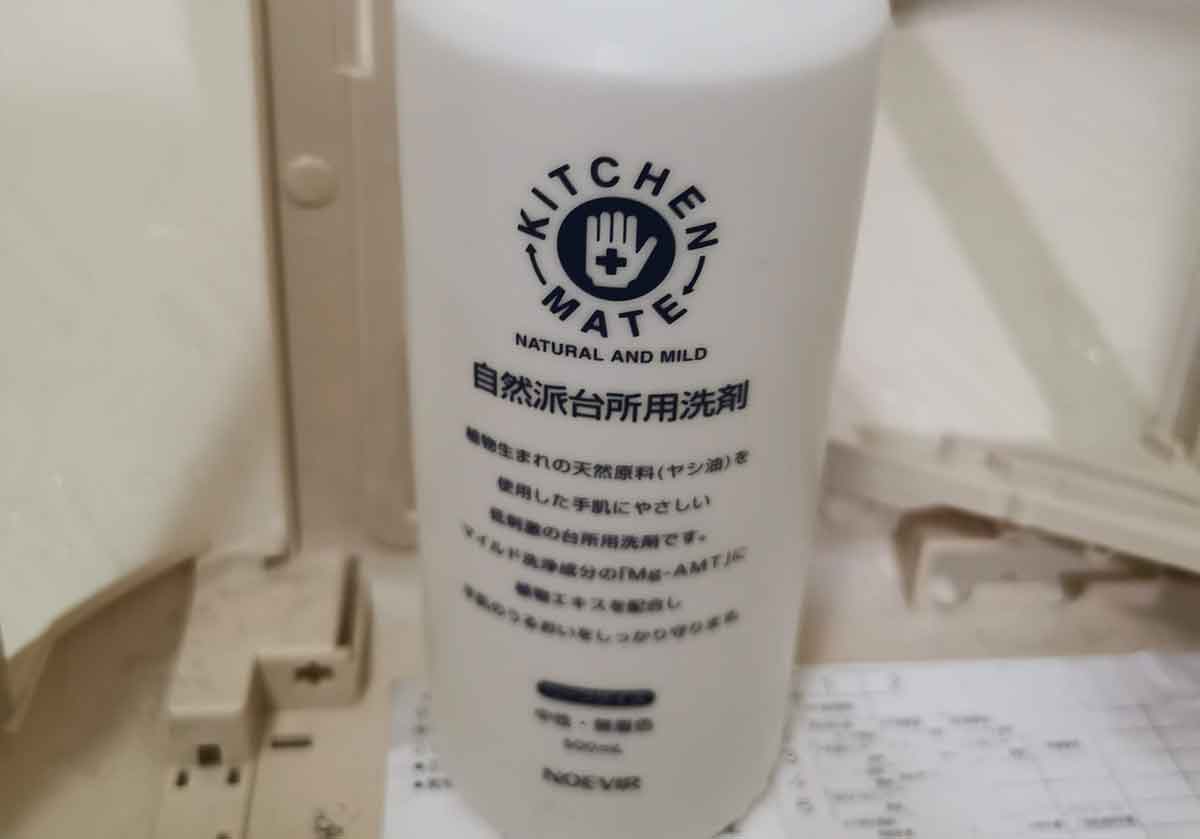 KITCHEN
MATE
NATURAL AND MILD
自然派台所用洗剤
植物生まれの天然原料(ヤシ油)を
使用した手肌にやさしい
低刺激の台所用洗剤です。
マイルド洗浄成分の「Mg-AMT」に
植物エキスを配合し
手肌のうるおいをしっかり守ります
中性・無着色
500mL
NOEVIR